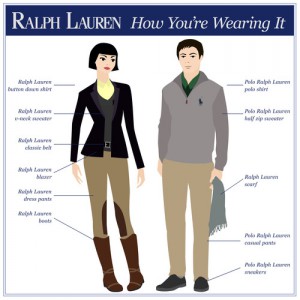 RALPH LAUREN How You're Wearing It
Ralph Lauren
button down shirt
Ralph Lauren
v-neck sweater
Ralph Lauren
classic belt
Ralph Lauren
blazer
Ralph Lauren
dress pants
Ralph Lauren
boots
Polo Ralph Lauren
polo shirt
Polo Ralph Lauren
half zip sweater
Ralph Lauren
scarf
Polo Ralph Lauren
casual pants
Polo Ralph Lauren
sneakers